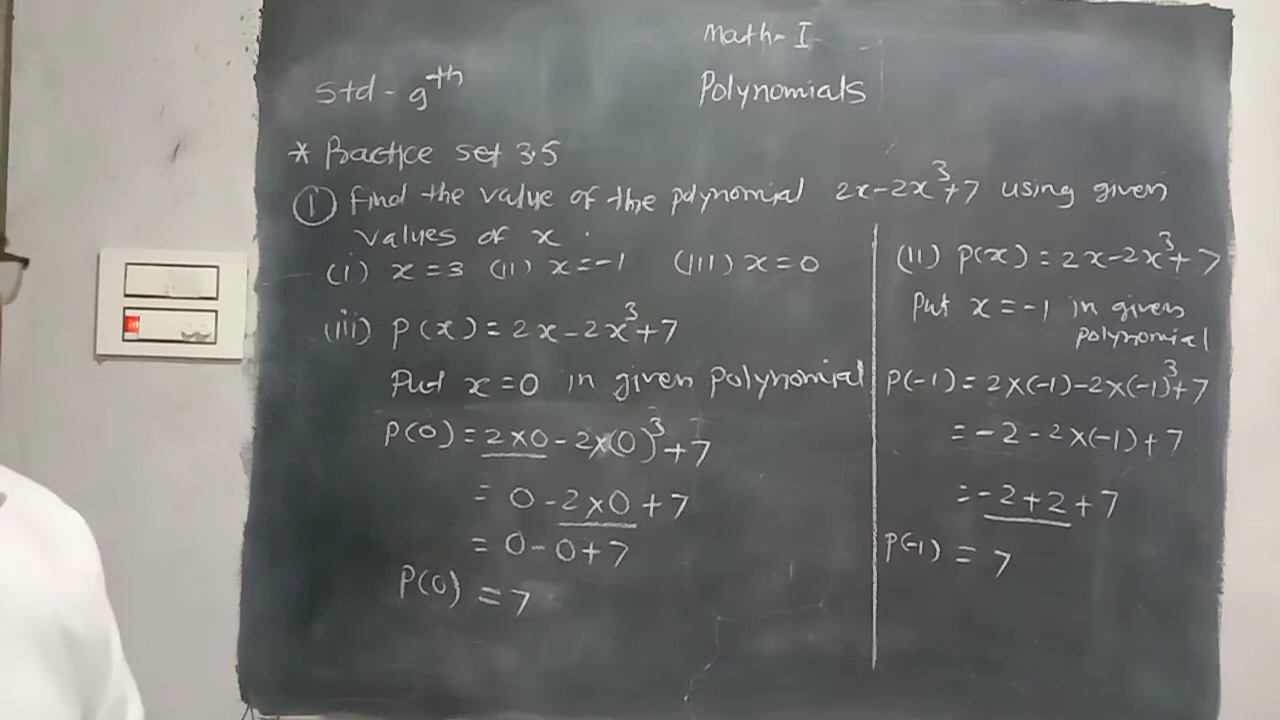 Math-I
Std - 9th
Polynomials
* Practice set 3.5
① Find the value of the polynomial 2x-2x³+7 using given
values of x.
(i) x=3 (ii) x=-1 (iii) x=0
(iii) P(x) = 2x-2x³+7
Put x=0 in given polynomial
P(0) = 2×0 - 2×(0)³+7
= 0-2×0+7
= 0-0+7
P(0) = 7
(ii) P(x) = 2x-2x³+7
Put x=-1 in given
polynomial
P(-1) = 2×(-1)-2×(-1)³+7
= -2-2×(-1)+7
= -2+2+7
P(-1) = 7